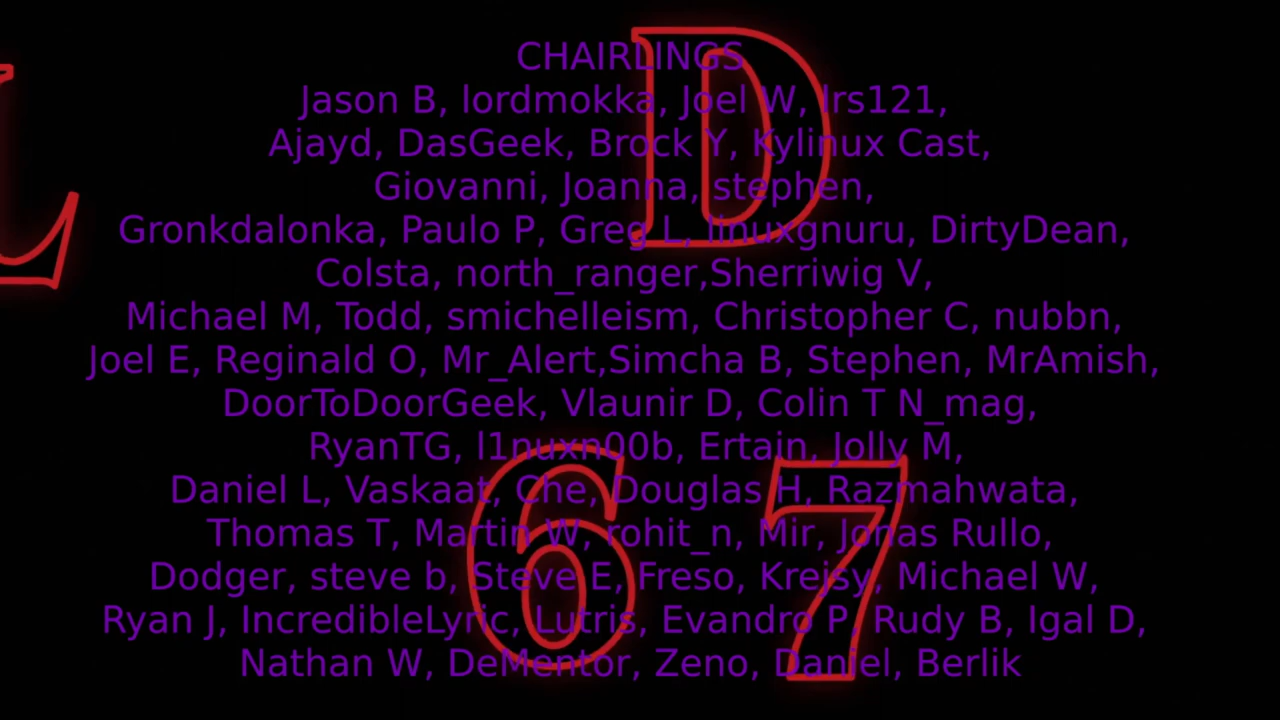 CHAIRLINGS
Jason B, lordmokka, Joel W, lrs121,
Ajayd, DasGeek, Brock Y, Kylinux Cast,
Giovanni, Joanna, stephen,
Gronkdalonka, Paulo P, Greg L, linuxgnuru, DirtyDean,
Colsta, north_ranger,Sherriwig V,
Michael M, Todd, smichelleism, Christopher C, nubbn,
Joel E, Reginald O, Mr_Alert,Simcha B, Stephen, MrAmish,
DoorToDoorGeek, Vlaunir D, Colin T N_mag,
RyanTG, l1nuxn00b, Ertain, Jolly M,
Daniel L, Vaskaat, Che, Douglas H, Razmahwata,
Thomas T, Martin W, rohit_n, Mir, Jonas Rullo,
Dodger, steve b, Steve E, Freso, Krejsy, Michael W,
Ryan J, IncredibleLyric, Lutris, Evandro P, Rudy B, Igal D,
Nathan W, DeMentor, Zeno, Daniel, Berlik
L D
6 7